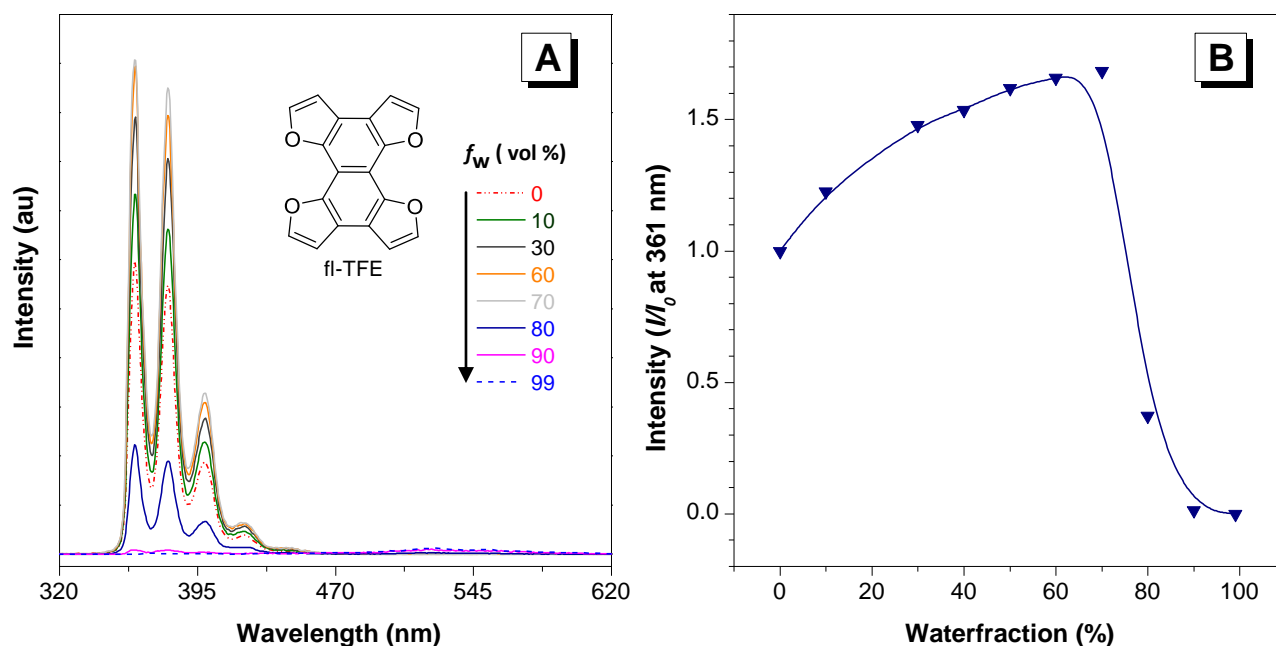 A
O
O
O
O
fl-TFE
fw ( vol %)
0
10
30
60
70
80
90
99
Intensity (au)
320
395
470
545
620
Wavelength (nm)
B
1.5
1.0
0.5
0.0
Intensity (I/I0 at 361 nm)
0
20
40
60
80
100
Waterfraction (%)